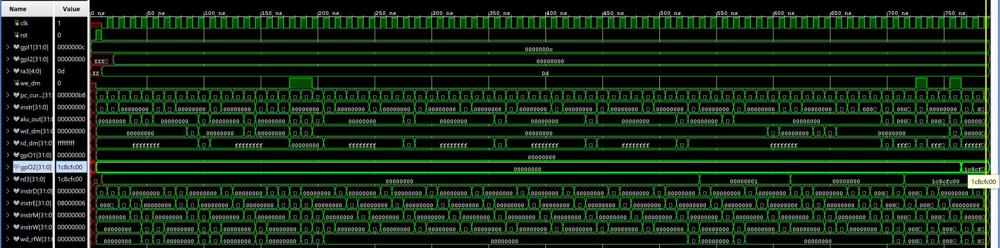 Name Value
0 ns 50 ns 100 ns 150 ns 200 ns 250 ns 300 ns 350 ns 400 ns 450 ns 500 ns 550 ns 600 ns 650 ns 700 ns 750 ns
clk 1
rst 0
gpI1[31:0] 0000000c 0000000c
gpI2[31:0] 00000000 XXX 00000000
ra3[4:0] 0d XX 0d
we_dm 0
pc_cur...[31: 000000b8
instr[31:0] 00000000 00000000 00000000 00000000 00000000 00000000 00000000 00000000 00000000 00000000 00000000 00000000 00000000 00000000 00000000 000 000 00000000 0
alu_out[31:0 00000000 00000000 00000000 00000000 00000000 00000000 00000000 00000000 00000000 00000000 000 000 00000
wd_dm[31:0 00000000 00000000 00000000 00000000 00000000 00000000 00000000 00000
rd_dm[31:0] ffffffff ffffffff ffffffff 00000000 ffffffff ffffffff ffffffff ffffffff ffffffff fff fff fffff
gpO1[31:0] 00000000 00000000
gpO2[31:0] 1c8cfc00 00000000 1c8cf
rd3[31:0] 1c8cfc00 00000000 00000001 00000000 1c8cfc00
1c8cfc00
instrD[31:0] 00000000 00000000 00000000 00000000 00000000 00000000 00000000 00000000 00000000 00000000 00000000 00000000 00000000 00000000 00000000 000 000 00000000
instrE[31:0] 08000006 000 00000000 00000000 00000000 00000000 00000000 00000000 00000000 00000000 00000000 00000000 00000000 00000000 00000000 000 000 00000000
instrM[31:0 00000000 00000000 00000000 00000000 00000000 00000000 00000000 00000000 00000000 00000000 00000000 00000000 00000000 00000000 00000000 000 000 00000
instrW[31:0 00000000 00000000 00000000 00000000 00000000 00000000 00000000 00000000 00000000 00000000 00000000 00000000 00000000 00000000 000 000 0
wd_rfW[31:0 00000000 00000000 00000000 00000000 00000000 00000000 00000000 00000000 000 000 0